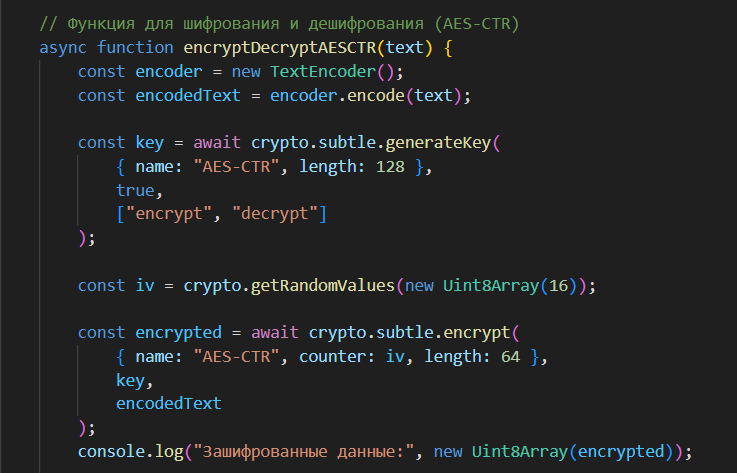 // Функция для шифрования и дешифрования (AES-CTR)
async function encryptDecryptAESCTR(text) {
    const encoder = new TextEncoder();
    const encodedText = encoder.encode(text);

    const key = await crypto.subtle.generateKey(
        { name: "AES-CTR", length: 128 },
        true,
        ["encrypt", "decrypt"]
    );

    const iv = crypto.getRandomValues(new Uint8Array(16));

    const encrypted = await crypto.subtle.encrypt(
        { name: "AES-CTR", counter: iv, length: 64 },
        key,
        encodedText
    );
    console.log("Зашифрованные данные:", new Uint8Array(encrypted));